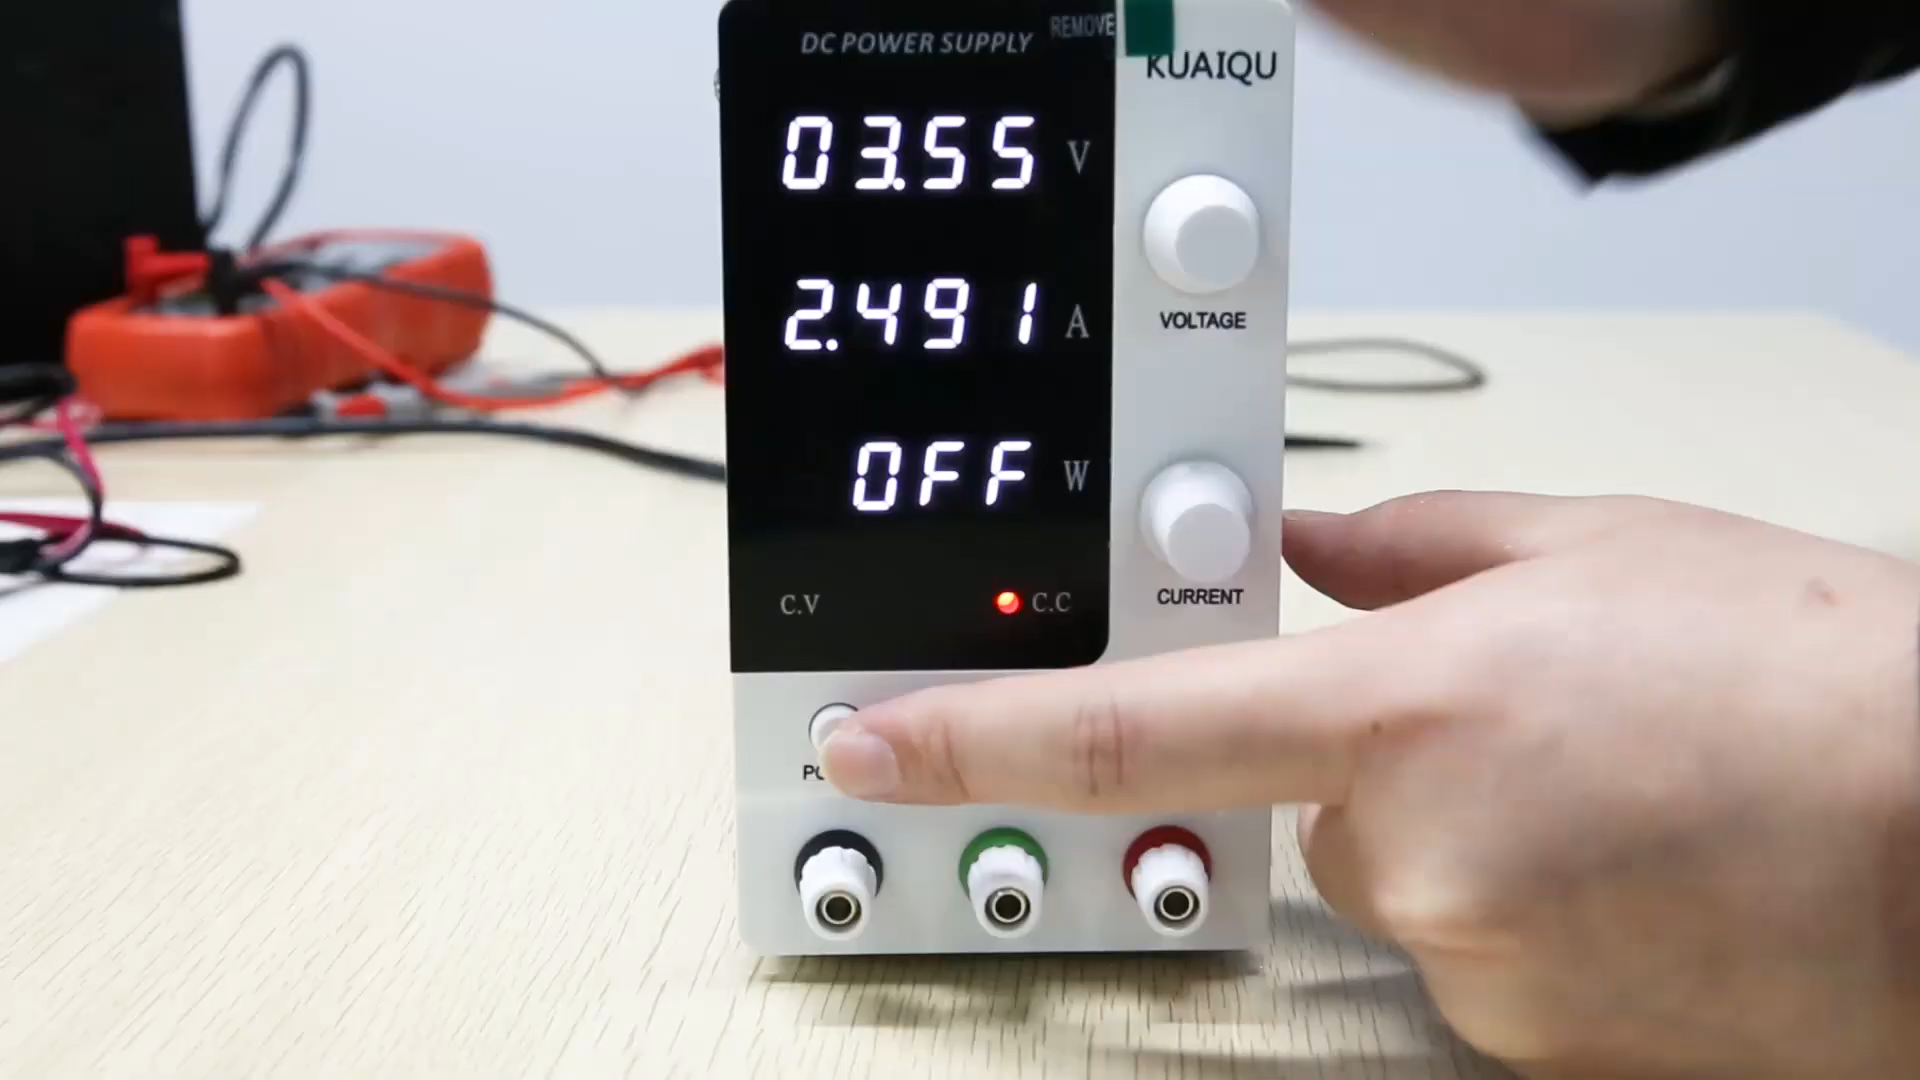 DC POWER SUPPLY
REMOVE
KUAIQU
03.55 V
2.491 A
OFF W
VOLTAGE
CURRENT
C.V
C.C